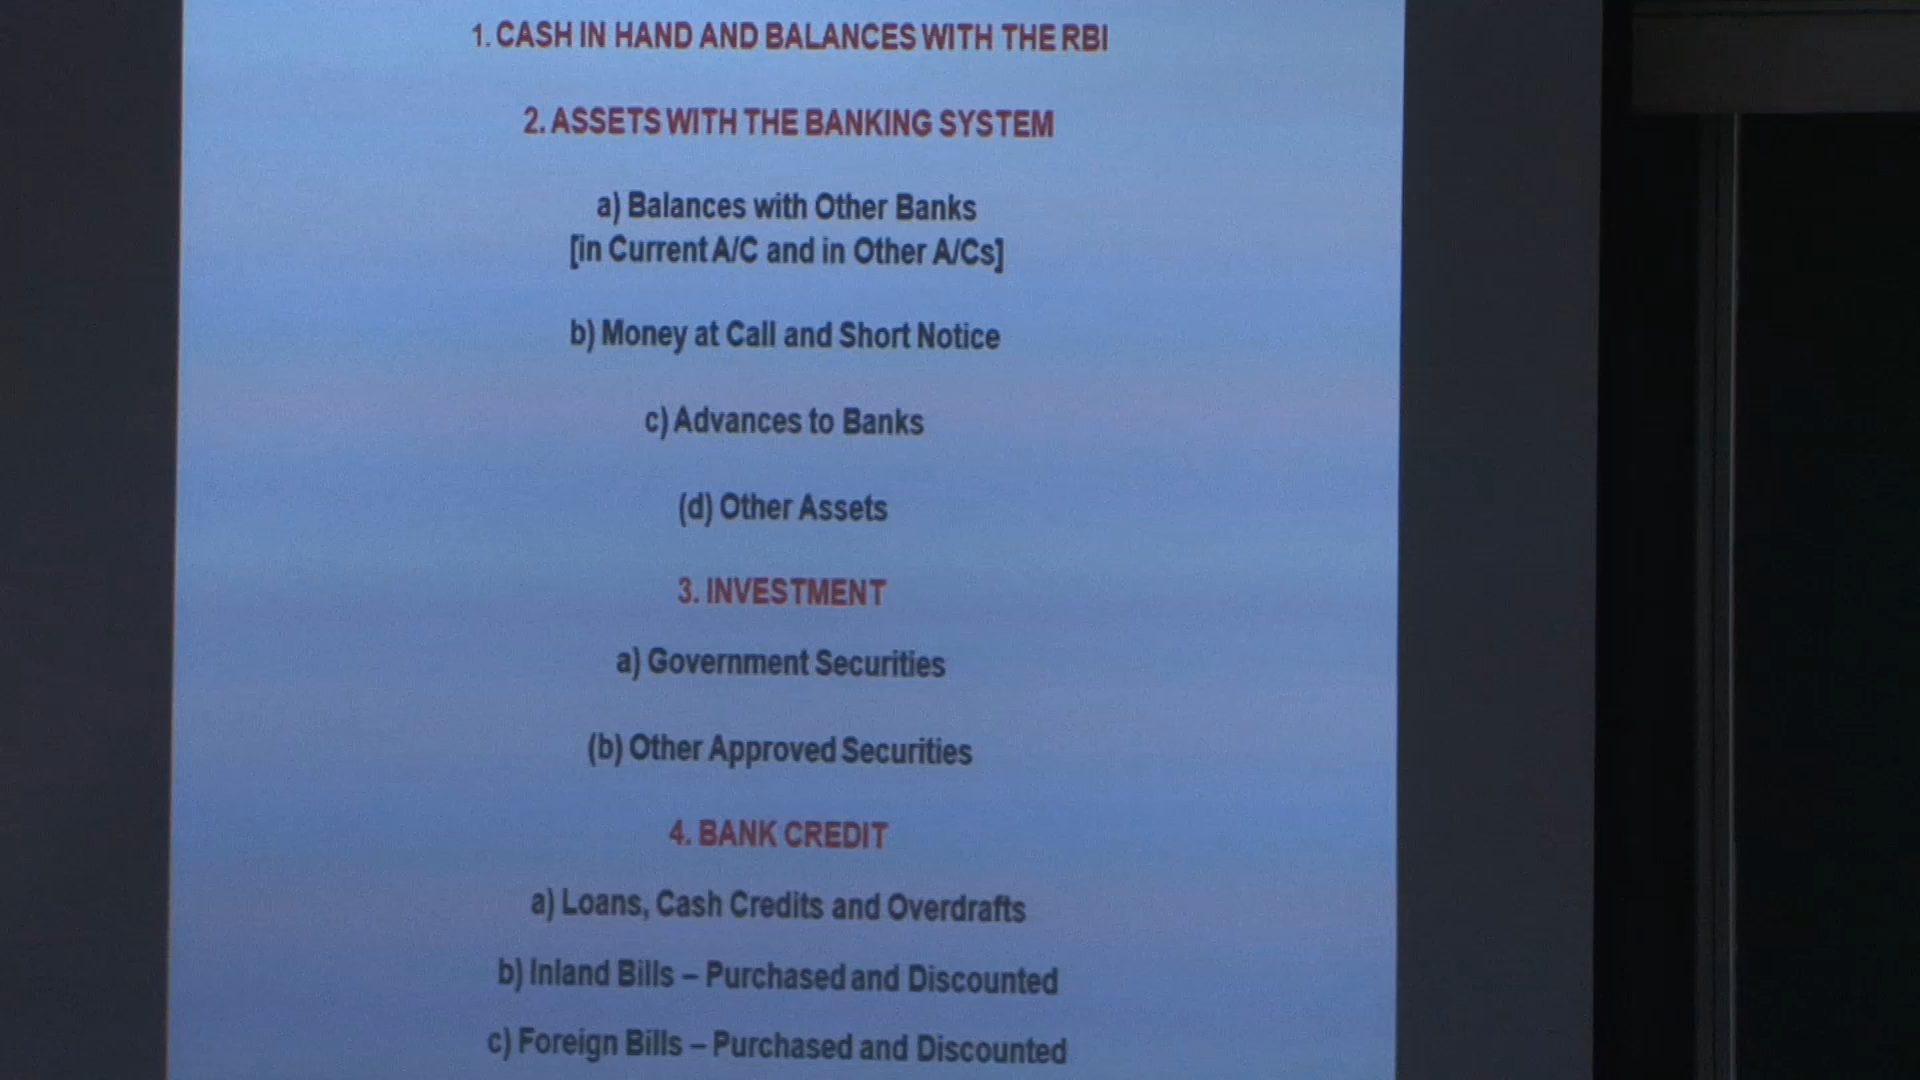 1. CASH IN HAND AND BALANCES WITH THE RBI
2. ASSETS WITH THE BANKING SYSTEM
a) Balances with Other Banks
[in Current A/C and in Other A/Cs]
b) Money at Call and Short Notice
c) Advances to Banks
(d) Other Assets
3. INVESTMENT
a) Government Securities
(b) Other Approved Securities
4. BANK CREDIT
a) Loans, Cash Credits and Overdrafts
b) Inland Bills – Purchased and Discounted
c) Foreign Bills – Purchased and Discounted